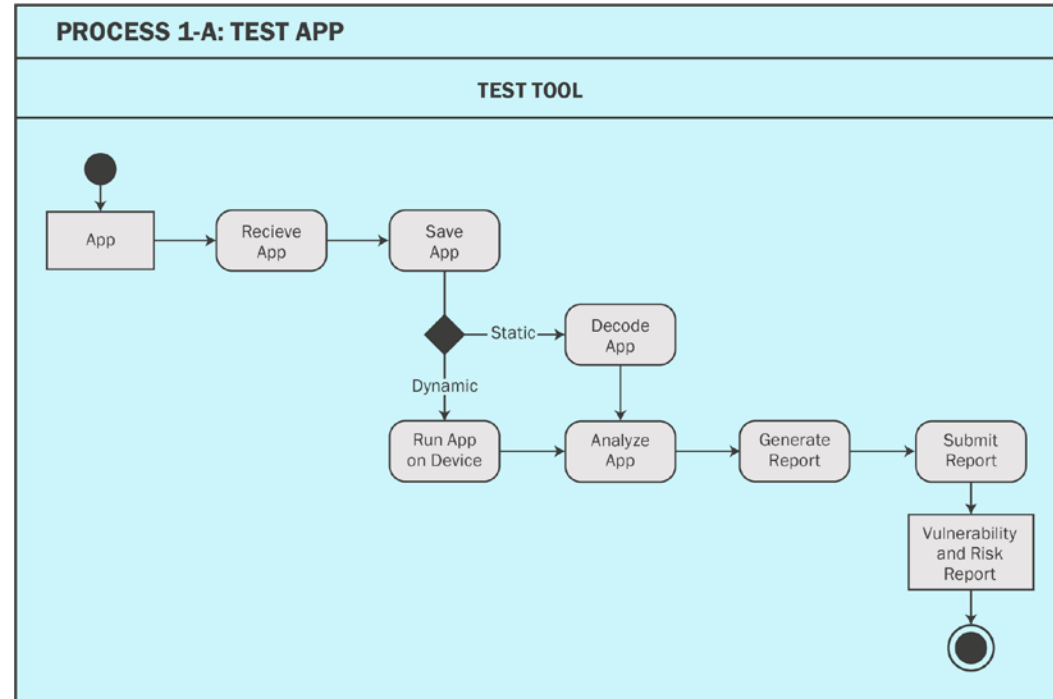 PROCESS 1-A: TEST APP
TEST TOOL
App
Recieve
App
Save
App
Static
Decode
App
Dynamic
Run App
on Device
Analyze
App
Generate
Report
Submit
Report
Vulnerability
and Risk
Report